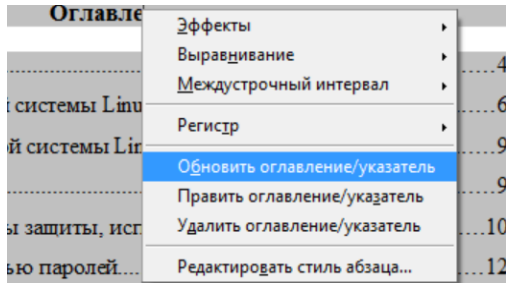 Оглавле
Эффекты
Выравнивание
Междустрочный интервал
Регистр
Обновить оглавление/указатель
Править оглавление/указатель
Удалить оглавление/указатель
Редактировать стиль абзаца...
....4
системы Linu ....6
й системы Lin ....9
....9
ы защиты, исп ....10
ью паролей.... ....12